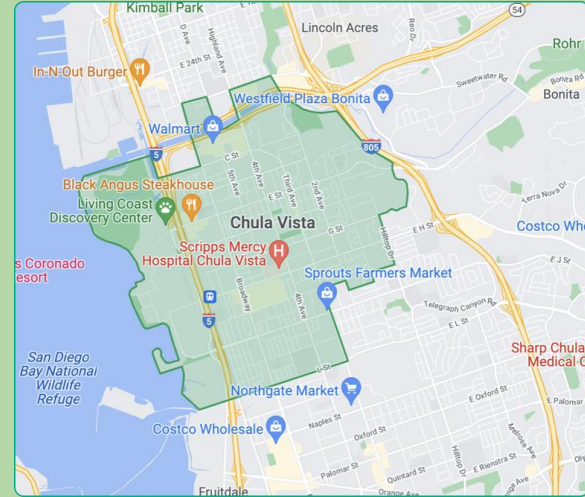 Kimball Park
54
Lincoln Acres
D Ave
Highland Ave
Reo Dr
E 24th St
Rohr
In-N-Out Burger
Sweetwater Rd
Bonita Rd
Westfield Plaza Bonita
Bonita
Walmart
5
805
C St
4th Ave
Third Ave
5th Ave
2nd Ave
Black Angus Steakhouse
E St
Living Coast
Discovery Center
Terra Nova Dr
Chula Vista
G St
Hilltop Dr
E H St
Costco Wh
Scripps Mercy
Hospital Chula Vista
E J St
s Coronado
esort
Sprouts Farmers Market
Broadway
4th Ave
Telegraph Canyon Rd
5
E L St
Sharp Chula
Medical C
San Diego
Bay National
Wildlife
Refuge
L St
Northgate Market
E Oxford St
E Palomar
Naples St
Costco Wholesale
Oxford St
Melrose Ave
Hilltop Dr
E Rienstra St
Palomar St
Quintard St
Fruitdale
Orange Ave